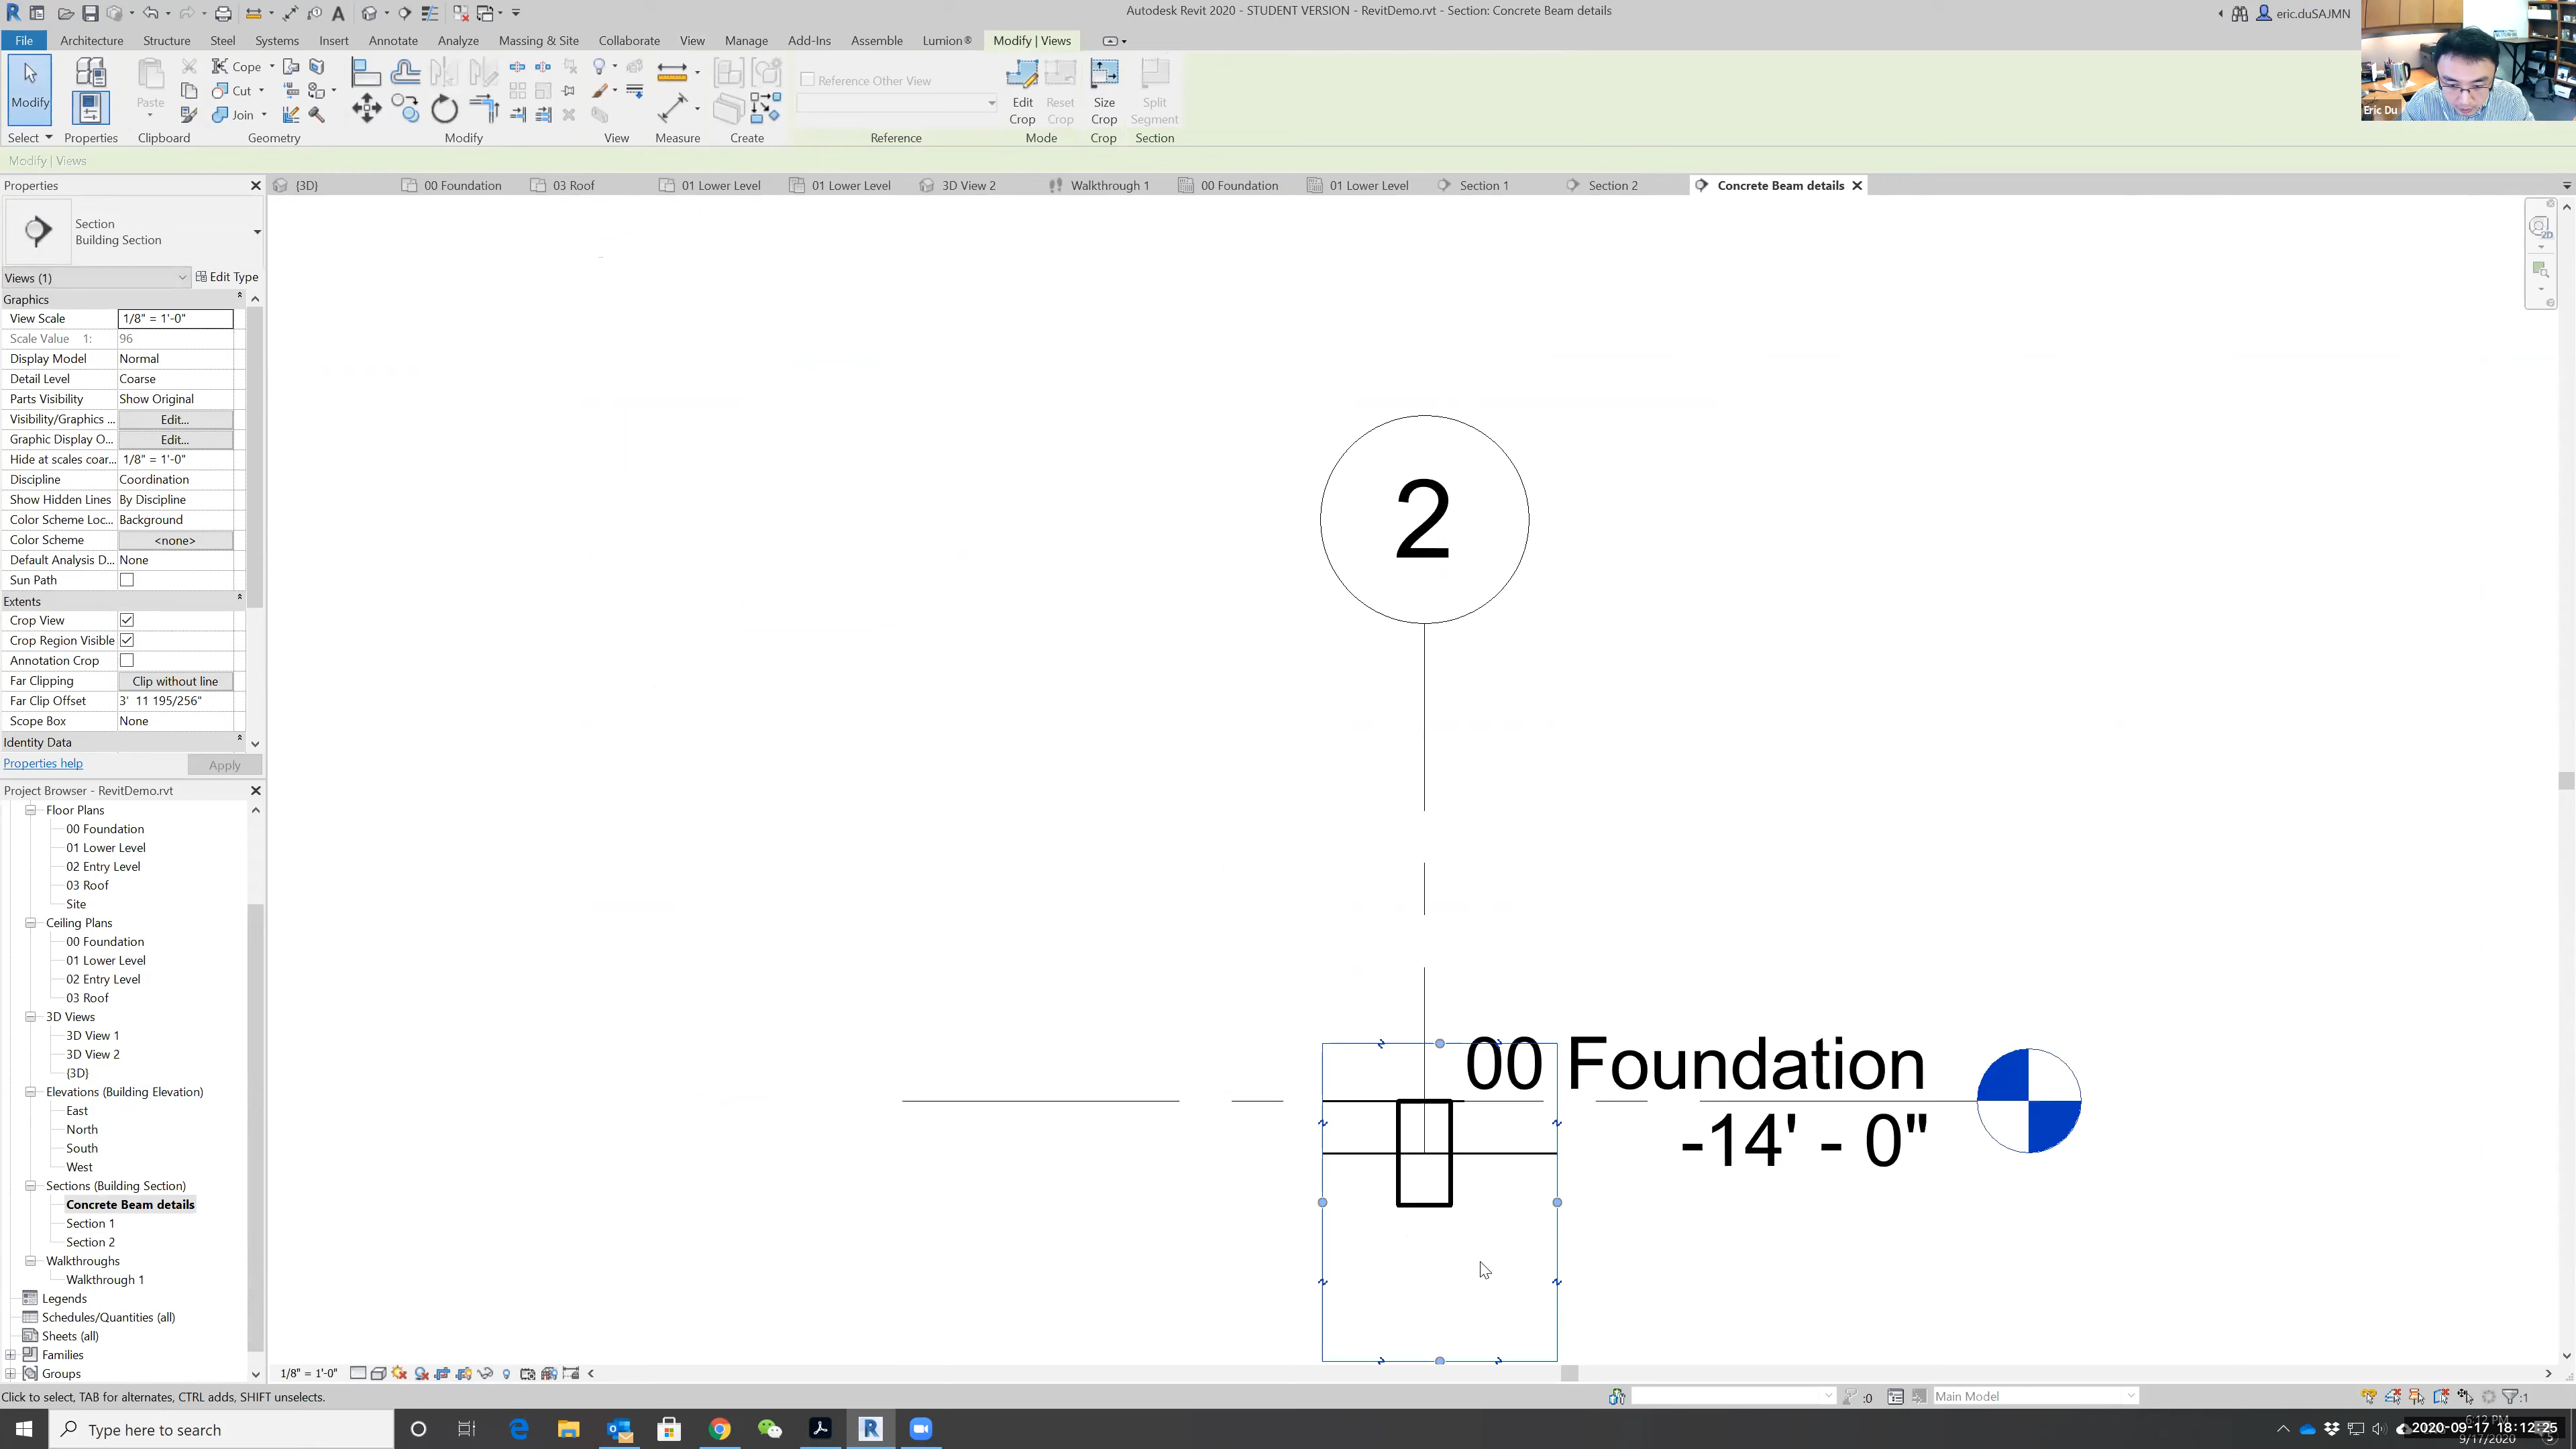 Autodesk Revit 2020 - STUDENT VERSION - RevitDemo.rvt - Section: Concrete Beam details
eric.duSAJMN
File Architecture Structure Steel Systems Insert Annotate Analyze Massing & Site Collaborate View Manage Add-Ins Assemble Lumion® Modify | Views
Cope
Reference Other View
Cut
Modify Paste Edit Reset Size Split
Join Crop Crop Crop Segment
Eric Du
Select Properties Clipboard Geometry Modify View Measure Create Reference Mode Crop Section
Modify | Views
Properties
{3D} 00 Foundation 03 Roof 01 Lower Level 01 Lower Level 3D View 2 Walkthrough 1 00 Foundation 01 Lower Level Section 1 Section 2 Concrete Beam details
Section
Building Section
Views (1) Edit Type
Graphics
View Scale 1/8" = 1'-0"
Scale Value 1: 96
Display Model Normal
Detail Level Coarse
Parts Visibility Show Original
Visibility/Graphics ... Edit...
Graphic Display O... Edit...
Hide at scales coar... 1/8" = 1'-0"
Discipline Coordination
Show Hidden Lines By Discipline
Color Scheme Loc... Background
Color Scheme <none>
Default Analysis D... None
Sun Path
Extents
Crop View
Crop Region Visible
Annotation Crop
Far Clipping Clip without line
Far Clip Offset 3' 11 195/256"
Scope Box None
Identity Data
Properties help Apply
Project Browser - RevitDemo.rvt
Floor Plans
00 Foundation
01 Lower Level
02 Entry Level
03 Roof
Site
Ceiling Plans
00 Foundation
01 Lower Level
02 Entry Level
03 Roof
3D Views
3D View 1
3D View 2
{3D}
Elevations (Building Elevation)
East
North
South
West
Sections (Building Section)
Concrete Beam details
Section 1
Section 2
Walkthroughs
Walkthrough 1
Legends
Schedules/Quantities (all)
Sheets (all)
Families
Groups
2
00 Foundation
-14' - 0"
1/8" = 1'-0"
Click to select, TAB for alternates, CTRL adds, SHIFT unselects.
:0 Main Model :1
Type here to search
6:12 PM
2020-09-17 18:12:25
9/17/2020